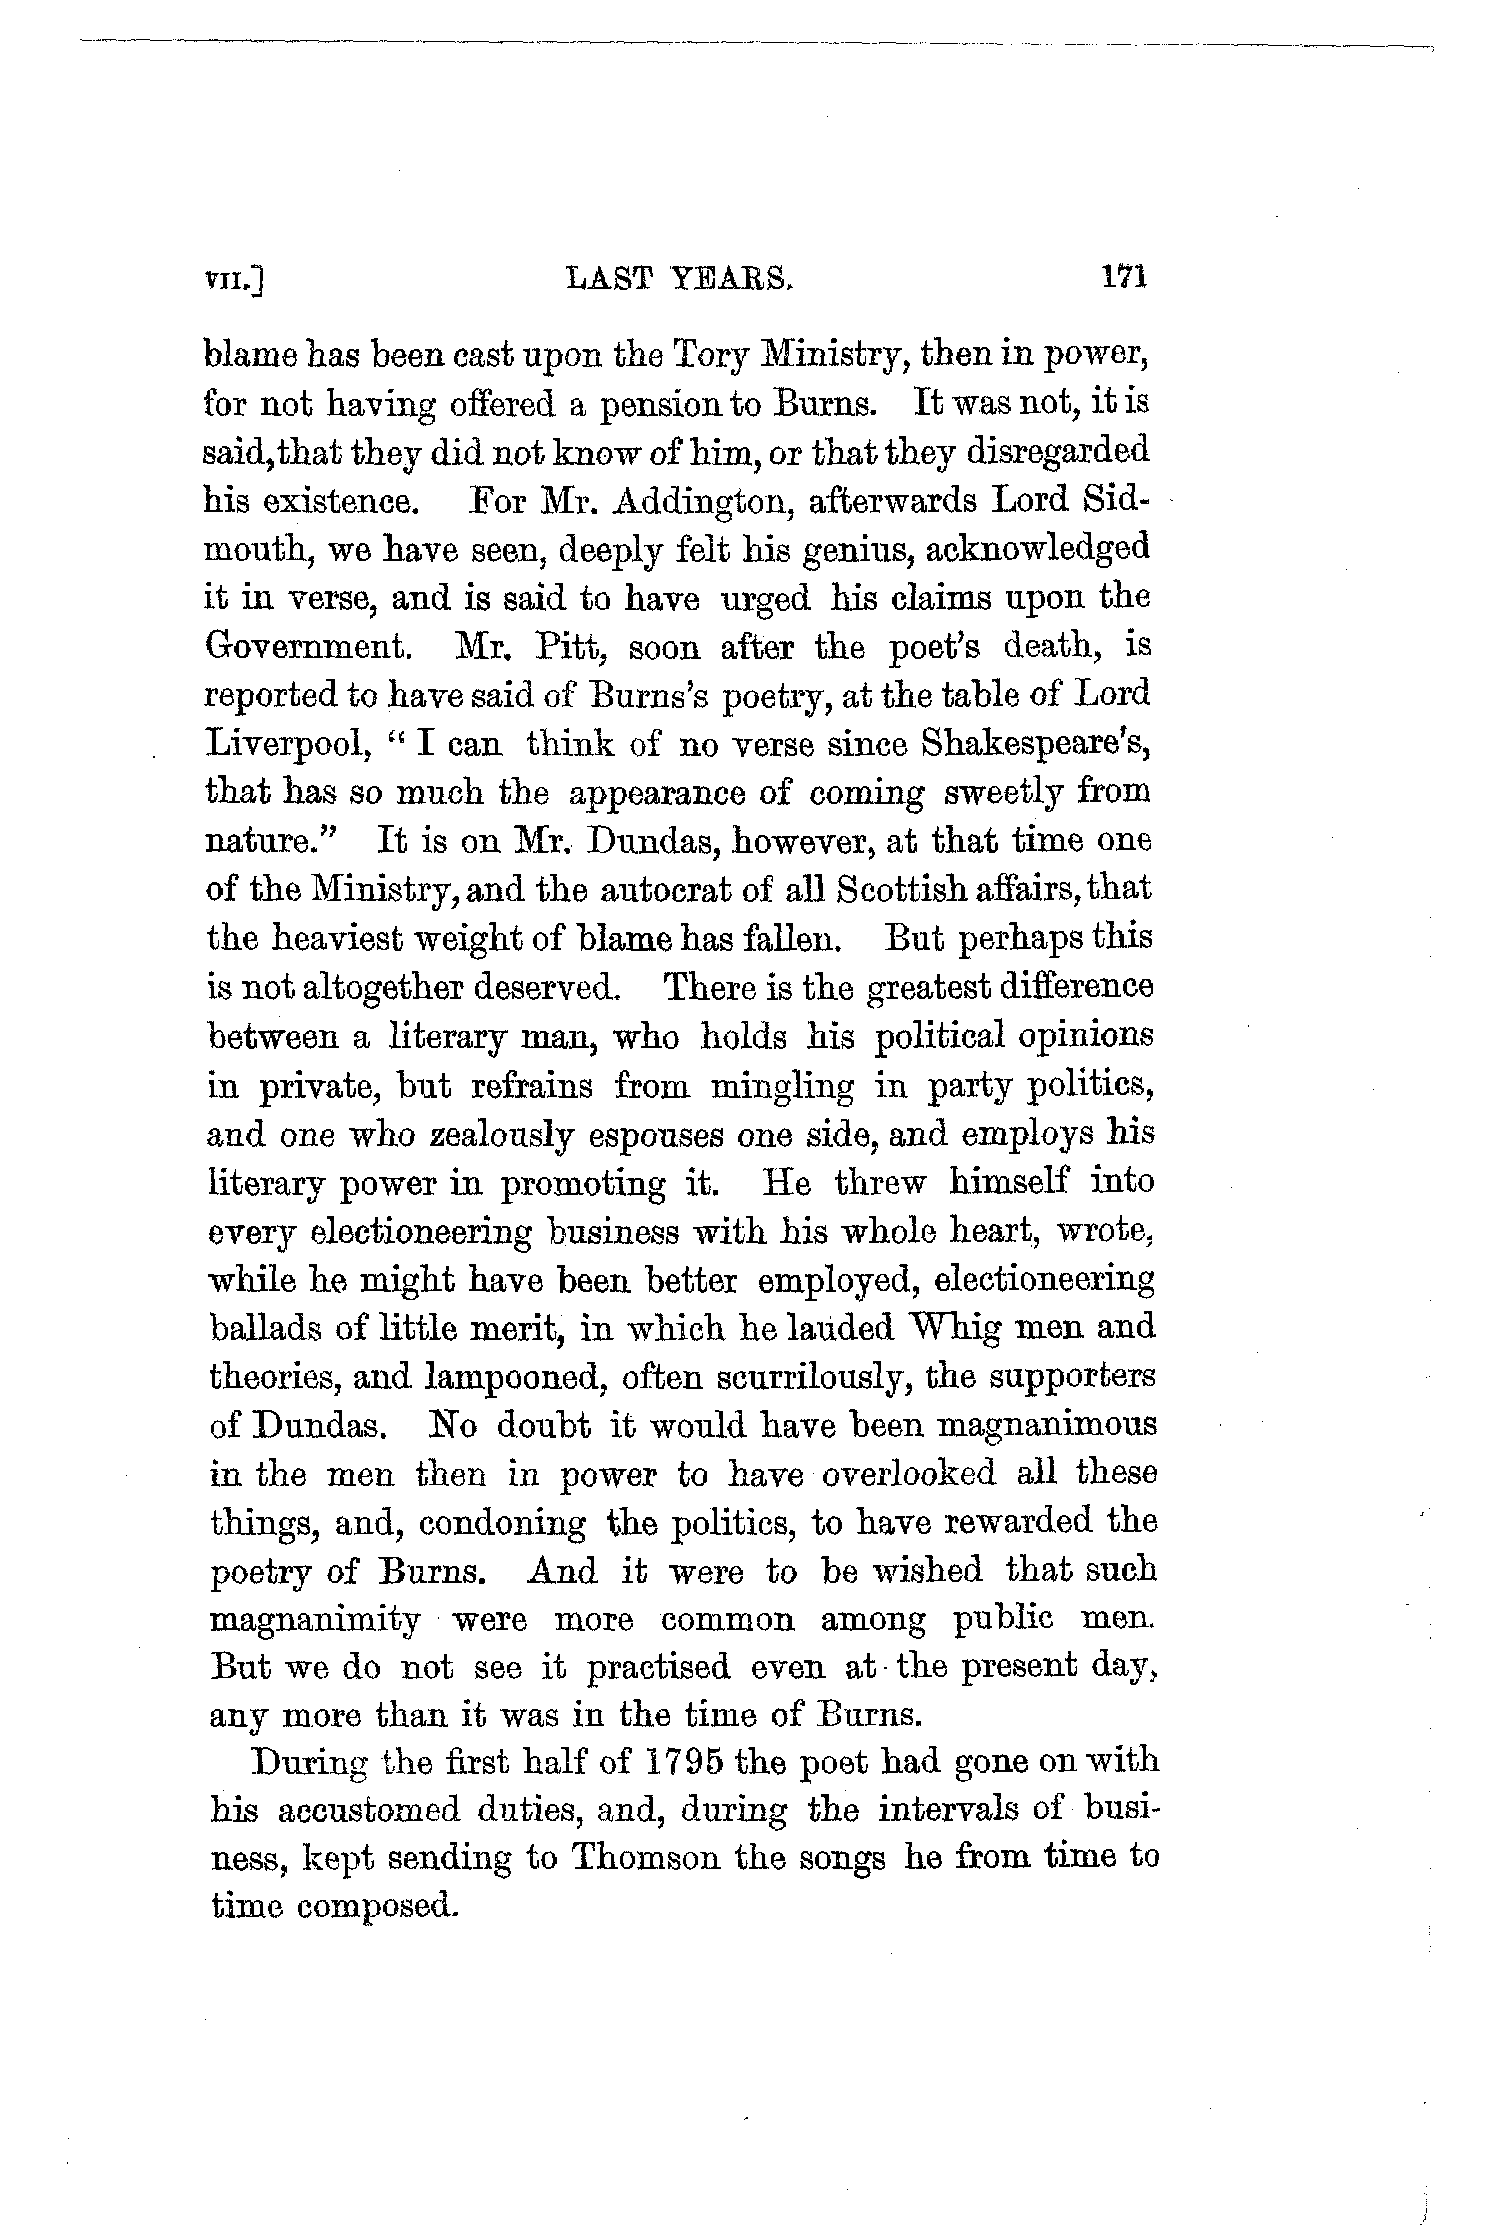 VII.] LAST YEARS. 171
blame has been cast upon the Tory Ministry, then in power,
for not having offered a pension to Burns. It was not, it is
said, that they did not know of him, or that they disregarded
his existence. For Mr. Addington, afterwards Lord Sid-
mouth, we have seen, deeply felt his genius, acknowledged
it in verse, and is said to have urged his claims upon the
Government. Mr. Pitt, soon after the poet's death, is
reported to have said of Burns's poetry, at the table of Lord
Liverpool, "I can think of no verse since Shakespeare's,
that has so much the appearance of coming sweetly from
nature." It is on Mr. Dundas, however, at that time one
of the Ministry, and the autocrat of all Scottish affairs, that
the heaviest weight of blame has fallen. But perhaps this
is not altogether deserved. There is the greatest difference
between a literary man, who holds his political opinions
in private, but refrains from mingling in party politics,
and one who zealously espouses one side, and employs his
literary power in promoting it. He threw himself into
every electioneering business with his whole heart, wrote,
while he might have been better employed, electioneering
ballads of little merit, in which he lauded Whig men and
theories, and lampooned, often scurrilously, the supporters
of Dundas. No doubt it would have been magnanimous
in the men then in power to have overlooked all these
things, and, condoning the politics, to have rewarded the
poetry of Burns. And it were to be wished that such
magnanimity were more common among public men.
But we do not see it practised even at the present day,
any more than it was in the time of Burns.
During the first half of 1795 the poet had gone on with
his accustomed duties, and, during the intervals of busi-
ness, kept sending to Thomson the songs he from time to
time composed.